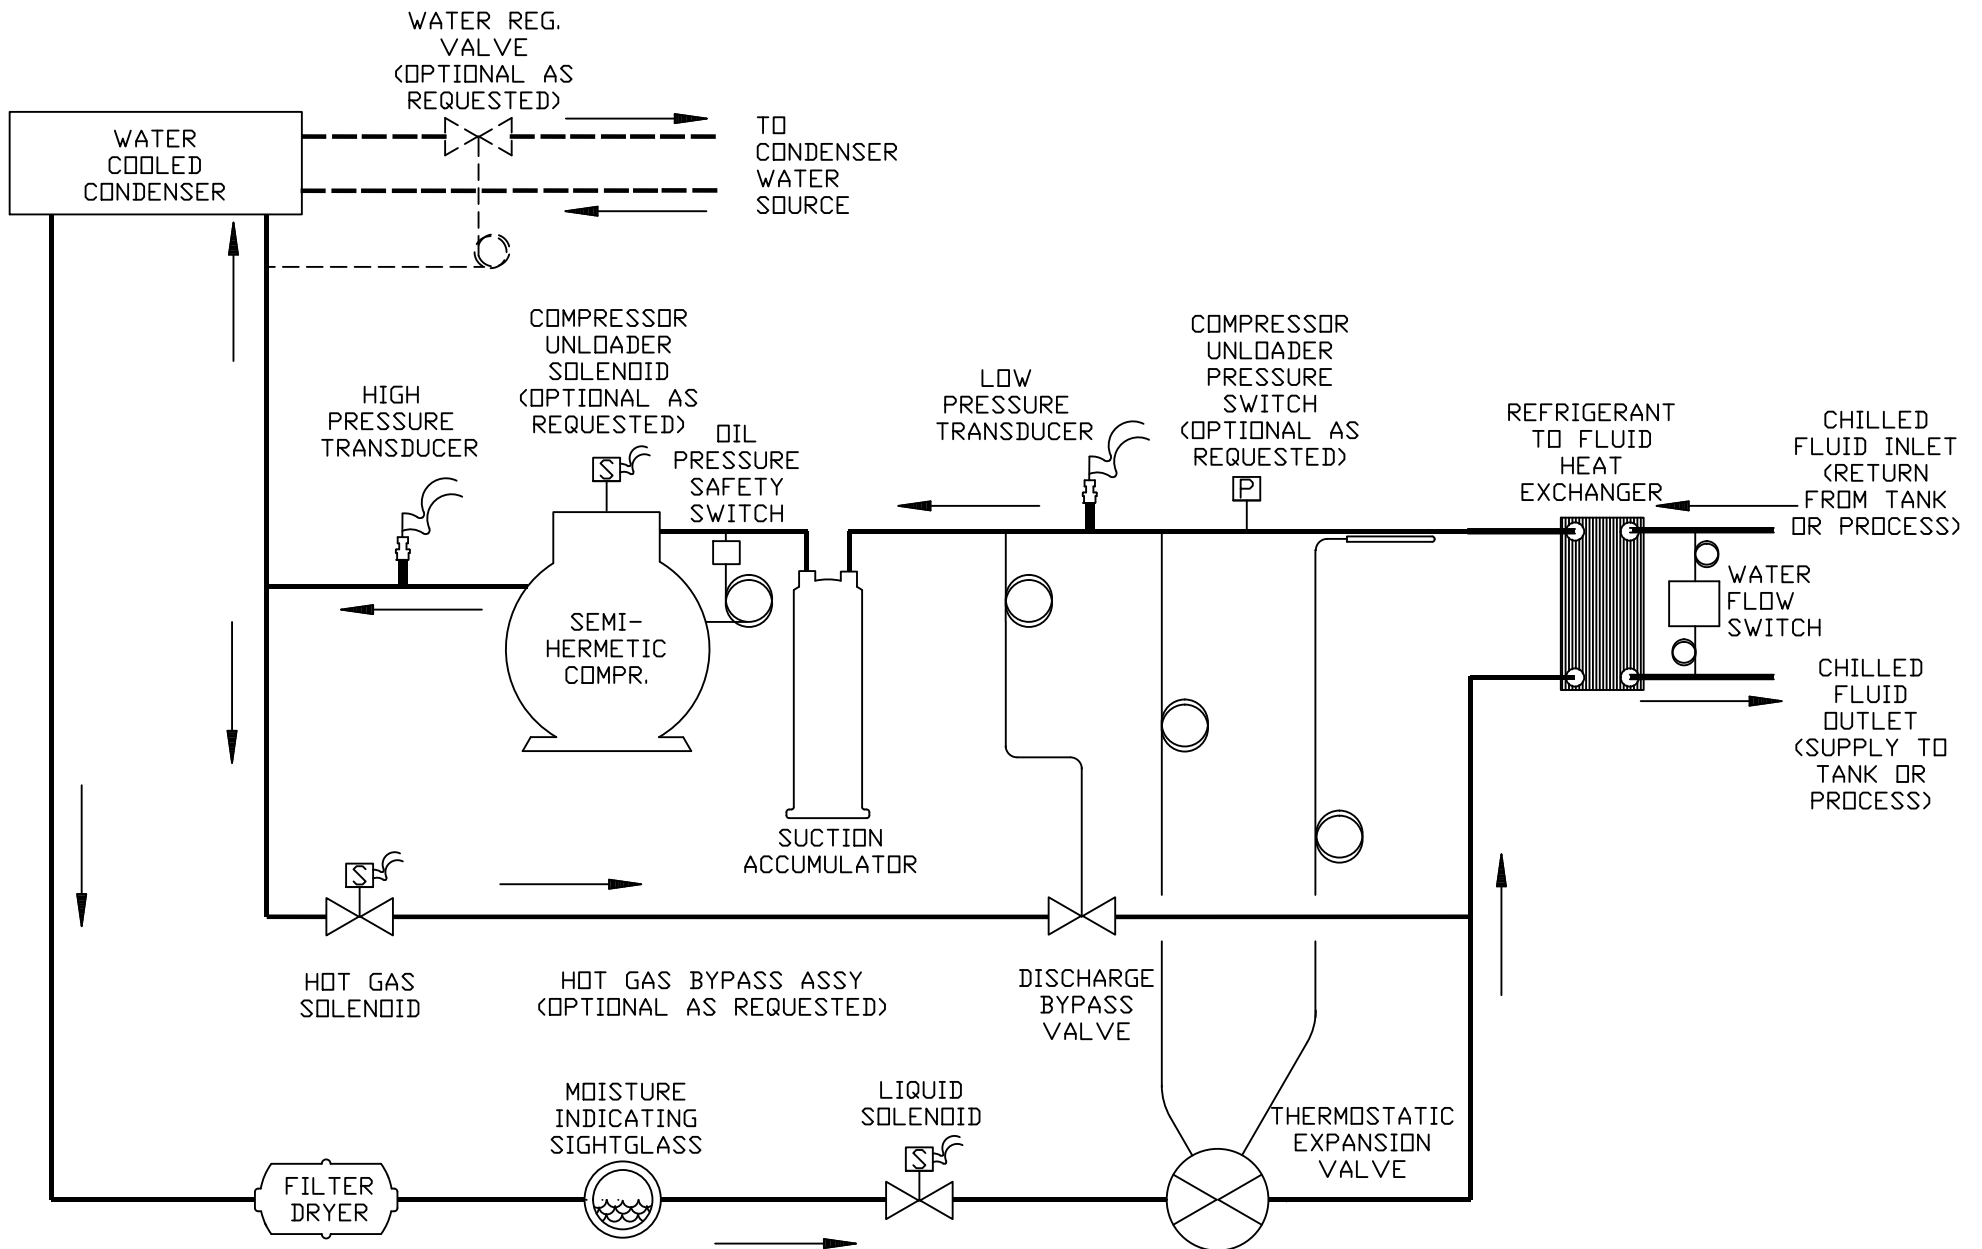 WATER REG.
VALVE
(OPTIONAL AS
REQUESTED)
WATER
COOLED
CONDENSER
TO
CONDENSER
WATER
SOURCE
COMPRESSOR
UNLOADER
SOLENOID
(OPTIONAL AS
REQUESTED)
S
HIGH
PRESSURE
TRANSDUCER
OIL
PRESSURE
SAFETY
SWITCH
LOW
PRESSURE
TRANSDUCER
COMPRESSOR
UNLOADER
PRESSURE
SWITCH
(OPTIONAL AS
REQUESTED)
P
REFRIGERANT
TO FLUID
HEAT
EXCHANGER
CHILLED
FLUID INLET
(RETURN
FROM TANK
OR PROCESS)
WATER
FLOW
SWITCH
CHILLED
FLUID
OUTLET
(SUPPLY TO
TANK OR
PROCESS)
SEMI-
HERMETIC
COMPR.
SUCTION
ACCUMULATOR
S
HOT GAS
SOLENOID
HOT GAS BYPASS ASSY
(OPTIONAL AS REQUESTED)
DISCHARGE
BYPASS
VALVE
MOISTURE
INDICATING
SIGHTGLASS
LIQUID
SOLENOID
S
THERMOSTATIC
EXPANSION
VALVE
FILTER
DRYER